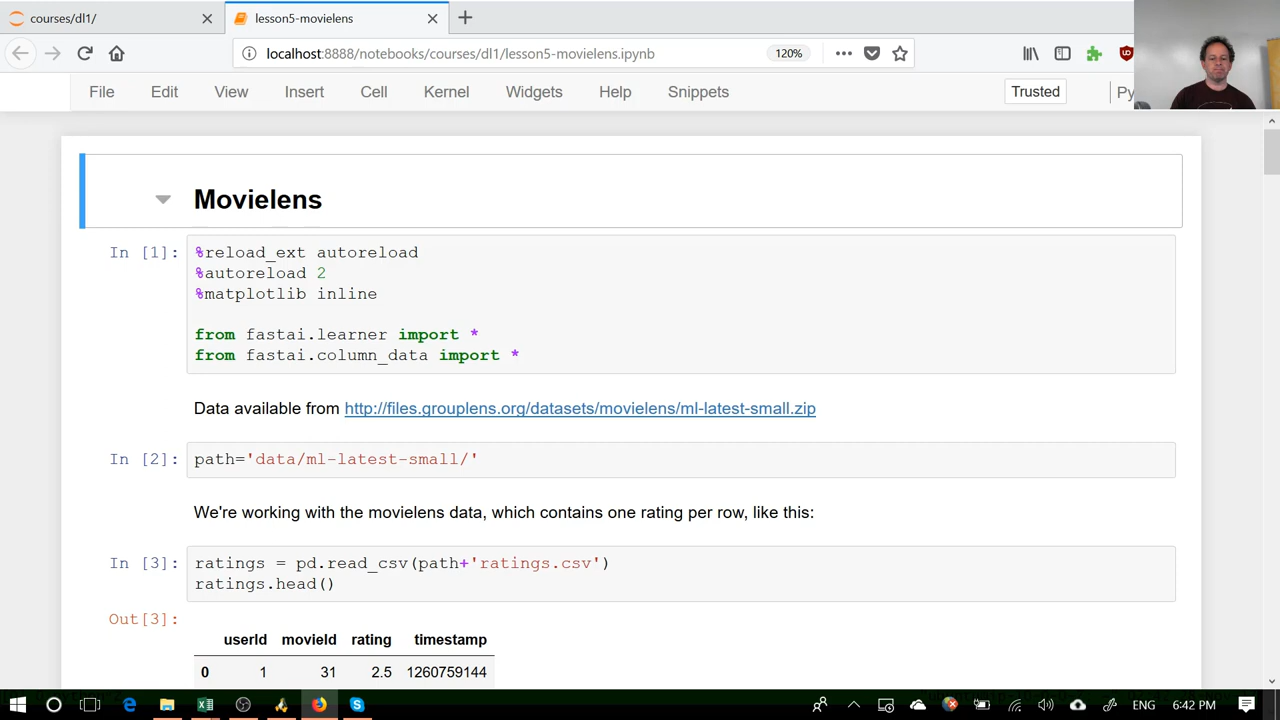 courses/dl1/
lesson5-movielens
localhost:8888/notebooks/courses/dl1/lesson5-movielens.ipynb
120%
File Edit View Insert Cell Kernel Widgets Help Snippets
Trusted
Py
Movielens
In [1]:
%reload_ext autoreload
%autoreload 2
%matplotlib inline
from fastai.learner import *
from fastai.column_data import *
Data available from http://files.grouplens.org/datasets/movielens/ml-latest-small.zip
In [2]: path='data/ml-latest-small/'
We're working with the movielens data, which contains one rating per row, like this:
In [3]: ratings = pd.read_csv(path+'ratings.csv')
ratings.head()
Out[3]:
userId movieId rating timestamp
0 1 31 2.5 1260759144
ENG 6:42 PM